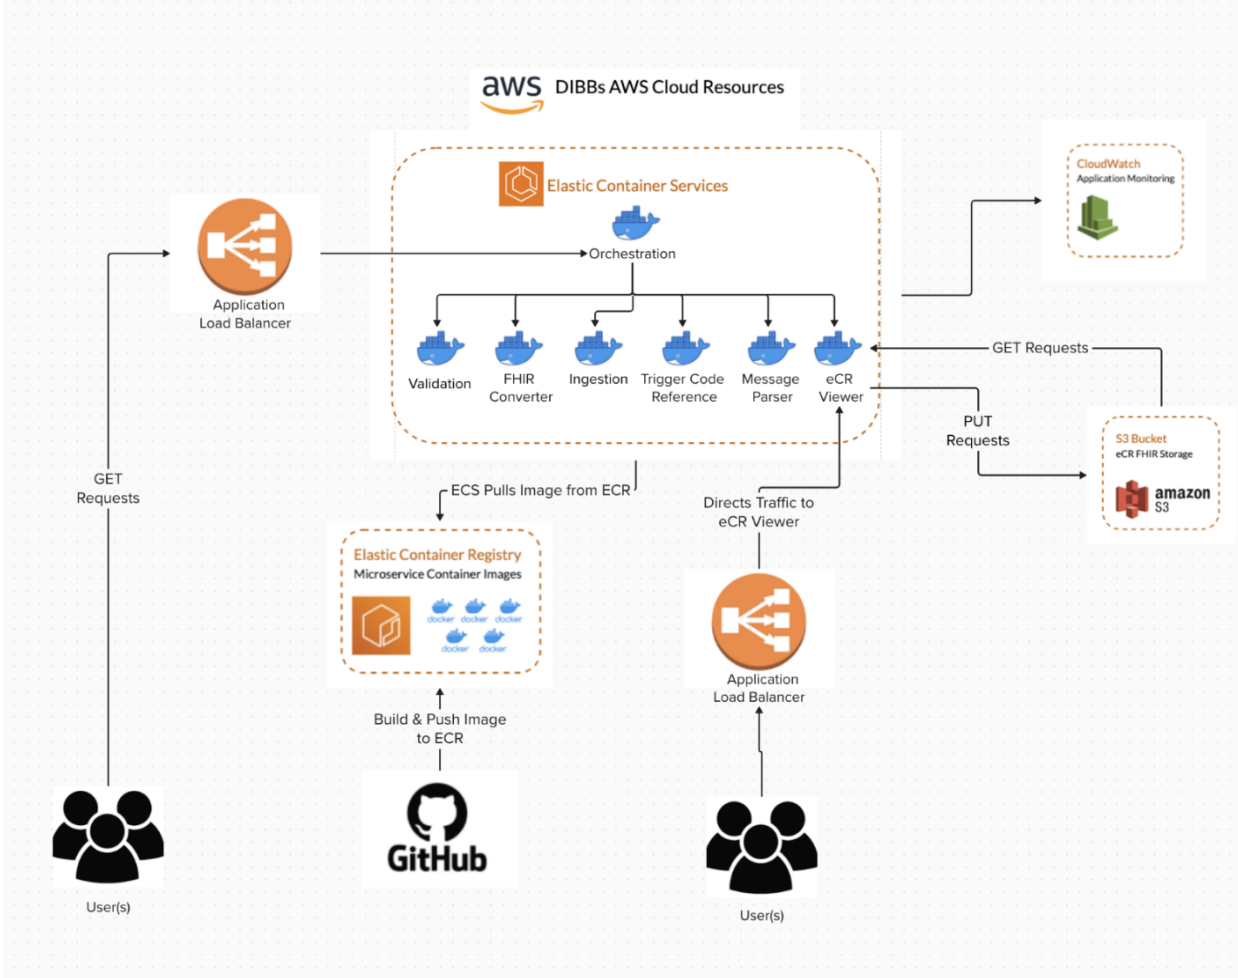 aws
DIBBs AWS Cloud Resources
Elastic Container Services
Orchestration
Validation
FHIR
Converter
Ingestion
Trigger Code
Reference
Message
Parser
eCR
Viewer
Application
Load Balancer
GET
Requests
User(s)
CloudWatch
Application Monitoring
GET Requests
PUT
Requests
S3 Bucket
eCR FHIR Storage
amazon
S3
ECS Pulls Image from ECR
Elastic Container Registry
Microservice Container Images
docker docker docker
docker docker
Build & Push Image
to ECR
GitHub
Directs Traffic to
eCR Viewer
Application
Load Balancer
User(s)